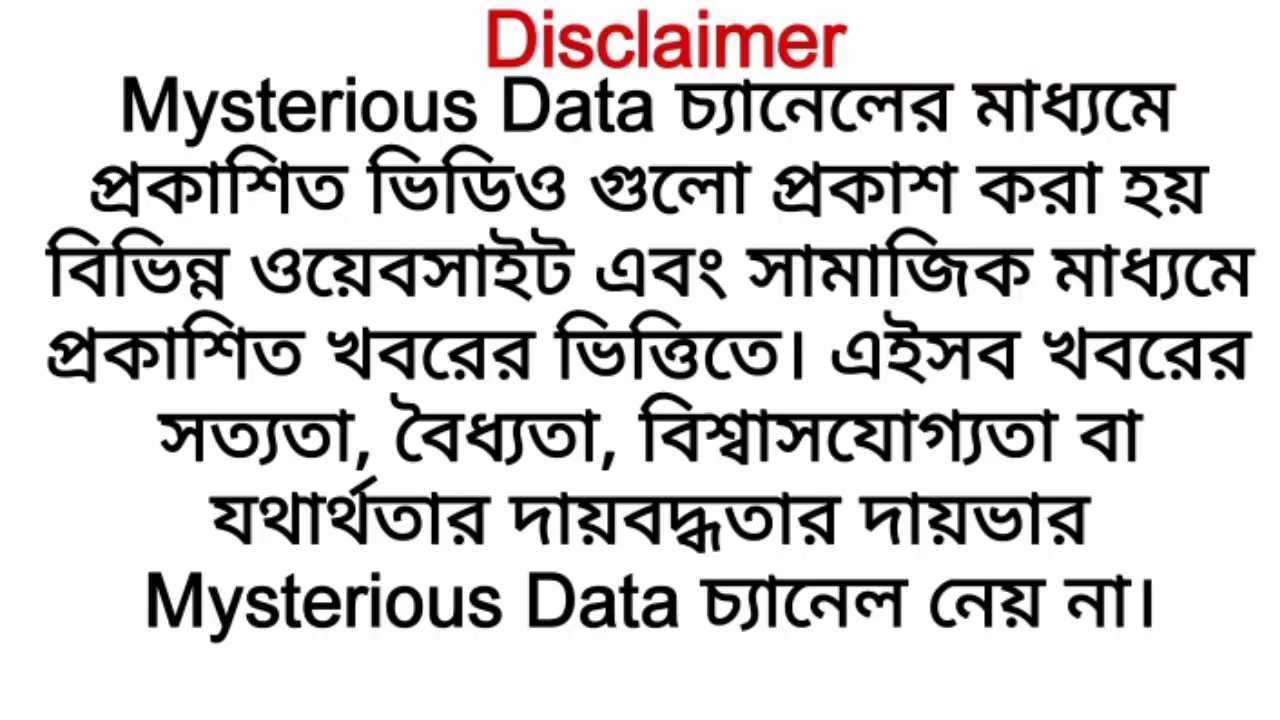 Disclaimer
Mysterious Data চ্যানেলের মাধ্যমে
প্রকাশিত ভিডিও গুলো প্রকাশ করা হয়
বিভিন্ন ওয়েবসাইট এবং সামাজিক মাধ্যমে
প্রকাশিত খবরের ভিত্তিতে। এইসব খবরের
সত্যতা, বৈধ্যতা, বিশ্বাসযোগ্যতা বা
যথার্থতার দায়বদ্ধতার দায়ভার
Mysterious Data চ্যানেল নেয় না।